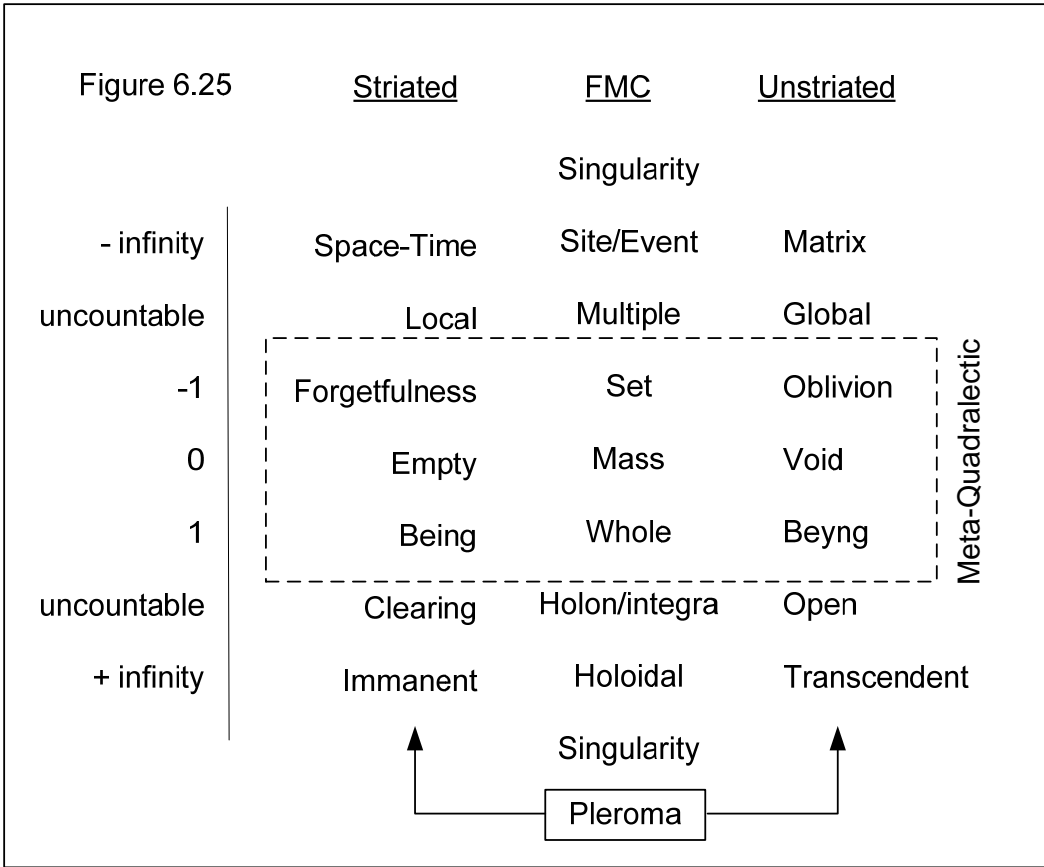 Figure 6.25 Striated FMC Unstriated
Singularity
- infinity Space-Time Site/Event Matrix
uncountable Local Multiple Global
-1 Forgetfulness Set Oblivion
0 Empty Mass Void
1 Being Whole Beyng
Meta-Quadralectic
uncountable Clearing Holon/integra Open
+ infinity Immanent Holoidal Transcendent
Singularity
Pleroma